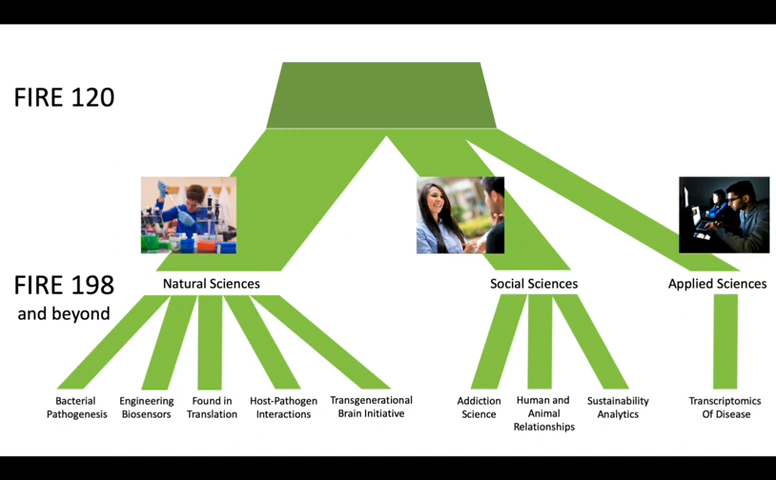 FIRE 120
FIRE 198
and beyond
Natural Sciences
Social Sciences
Applied Sciences
Bacterial
Pathogenesis
Engineering
Biosensors
Found in
Translation
Host-Pathogen
Interactions
Transgenerational
Brain Initiative
Addiction
Science
Human and
Animal
Relationships
Sustainability
Analytics
Transcriptomics
Of Disease